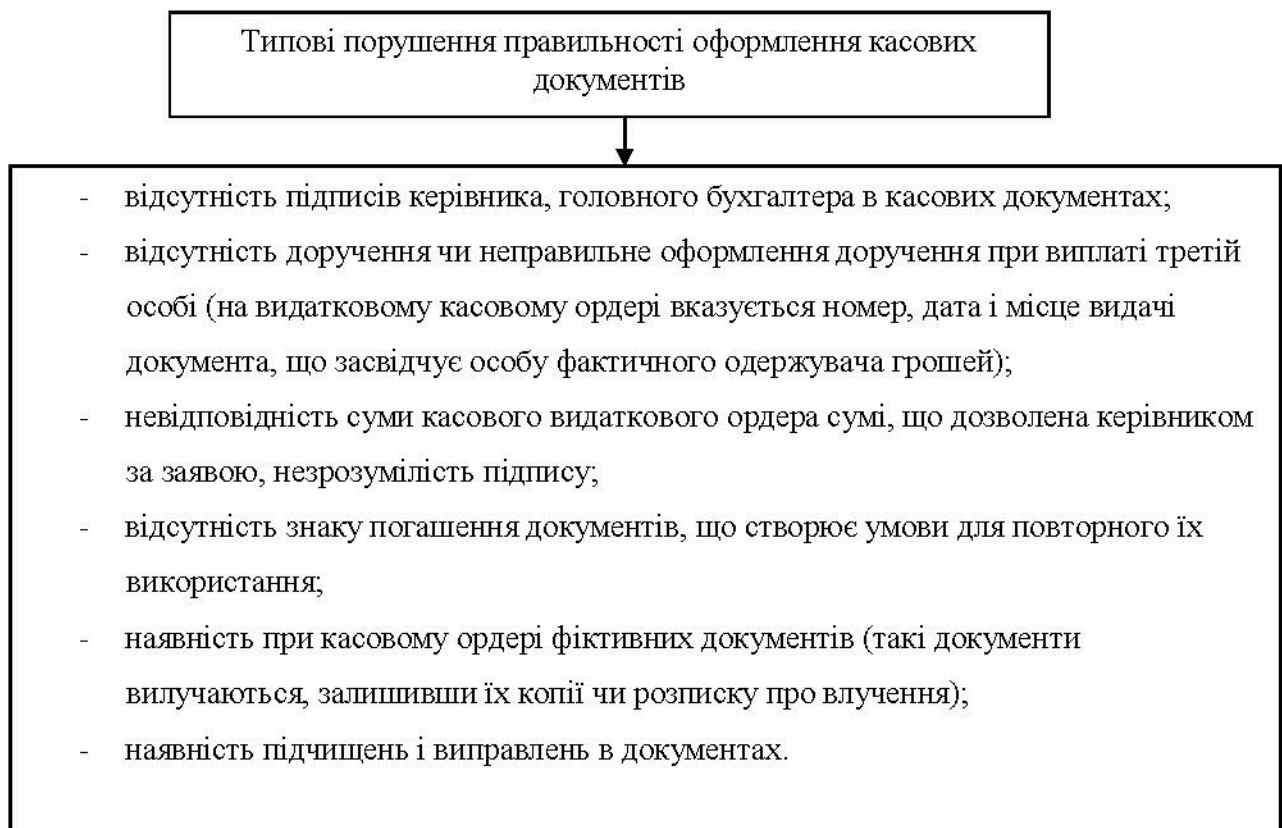 Типові порушення правильності оформлення касових
документів
- відсутність підписів керівника, головного бухгалтера в касових документах;
- відсутність доручення чи неправильне оформлення доручення при виплаті третій
особі (на видатковому касовому ордері вказується номер, дата і місце видачі
документа, що засвідчує особу фактичного одержувача грошей);
- невідповідність суми касового видаткового ордера сумі, що дозволена керівником
за заявою, незрозумілість підпису;
- відсутність знаку погашення документів, що створює умови для повторного їх
використання;
- наявність при касовому ордері фіктивних документів (такі документи
вилучаються, залишивши їх копії чи розписку про влучення);
- наявність підчищень і виправлень в документах.